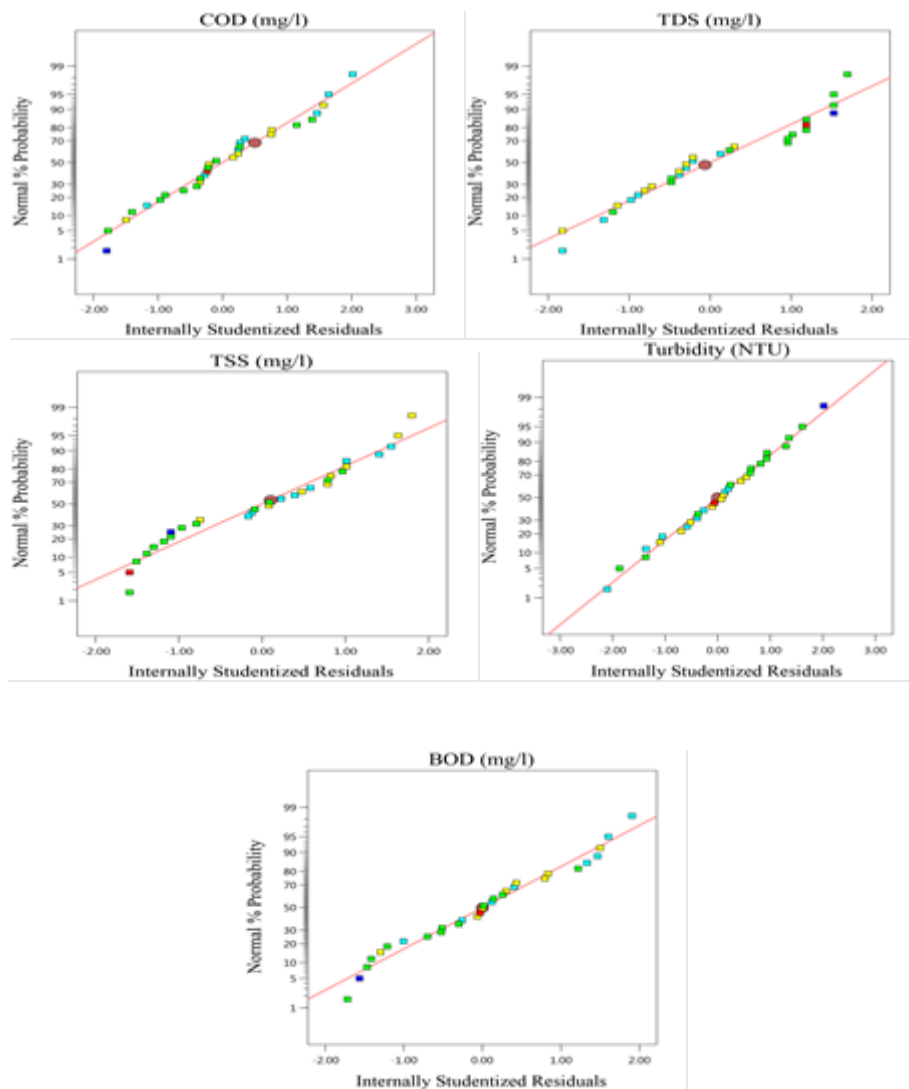 COD (mg/l)
Normal % Probability
99
95
90
80
70
50
30
20
10
5
1
-2.00 -1.00 0.00 1.00 2.00 3.00
Internally Studentized Residuals
TDS (mg/l)
Normal % Probability
99
95
90
80
70
50
30
20
10
5
1
-2.00 -1.00 0.00 1.00 2.00
Internally Studentized Residuals
TSS (mg/l)
Normal % Probability
99
95
90
80
70
50
30
20
10
5
1
-2.00 -1.00 0.00 1.00 2.00
Internally Studentized Residuals
Turbidity (NTU)
Normal % Probability
99
95
90
80
70
50
30
20
10
5
1
-3.00 -2.00 -1.00 0.00 1.00 2.00 3.00
Internally Studentized Residuals
BOD (mg/l)
Normal % Probability
99
95
90
80
70
50
30
20
10
5
1
-2.00 -1.00 0.00 1.00 2.00
Internally Studentized Residuals